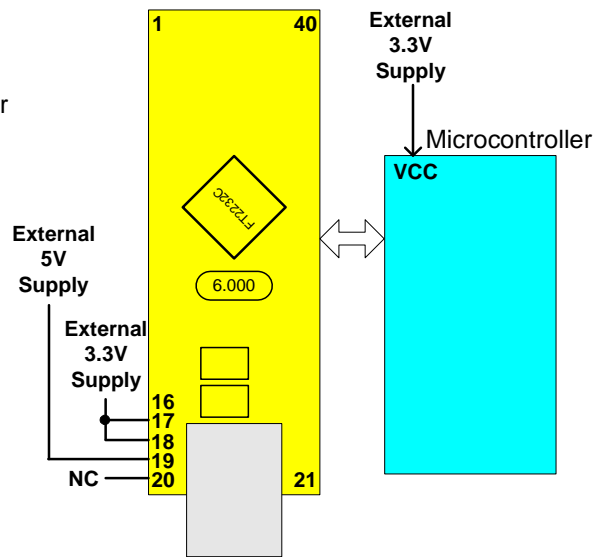 1
40
External
3.3V
Supply
r
Microcontroller
VCC
FT2232C
External
5V
Supply
6.000
External
3.3V
Supply
16
17
18
19
NC
20
21